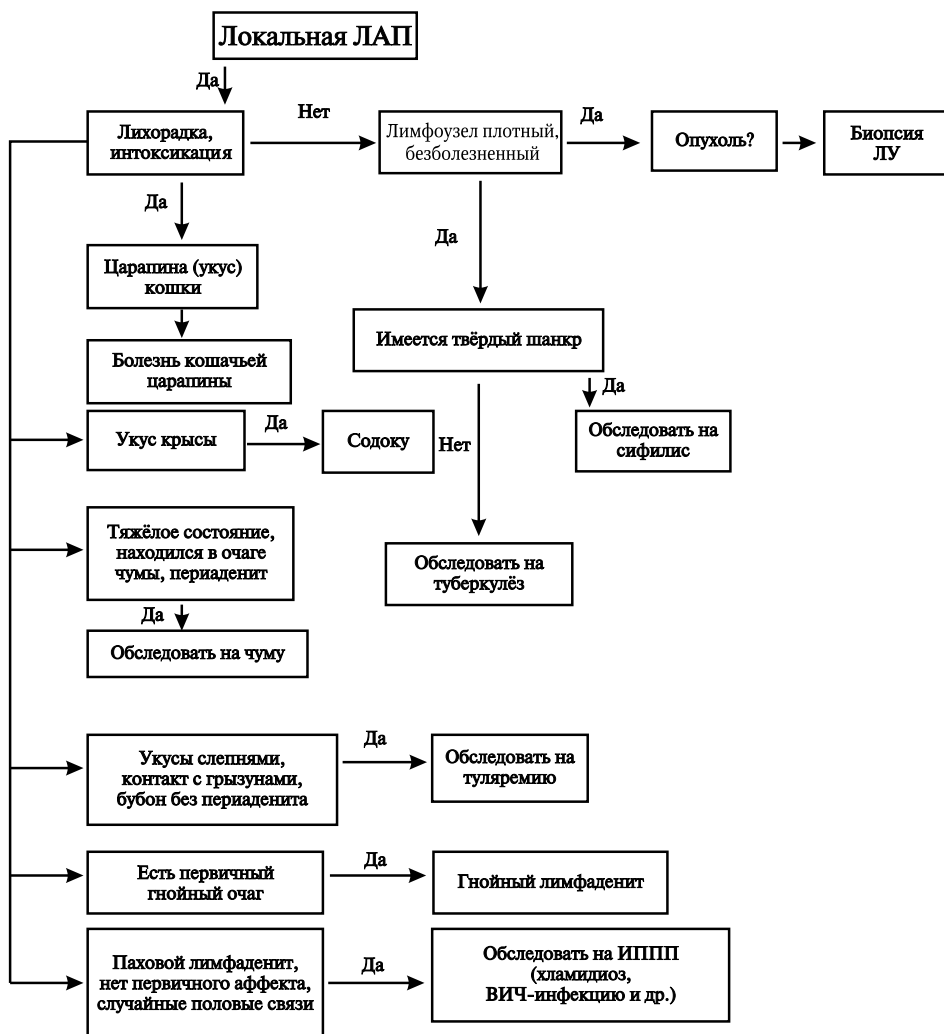 Локальная ЛАП
Да
Лихорадка,
интоксикация
Нет
Лимфоузел плотный,
безболезненный
Да
Опухоль?
Биопсия
ЛУ
Да
Царапина (укус)
кошки
Болезнь кошачьей
царапины
Да
Имеется твёрдый шанкр
Да
Обследовать на
сифилис
Нет
Обследовать на
туберкулёз
Укус крысы
Да
Содоку
Тяжёлое состояние,
находился в очаге
чумы, периаденит
Да
Обследовать на чуму
Укусы слепнями,
контакт с грызунами,
бубон без периаденита
Да
Обследовать на
туляремию
Есть первичный
гнойный очаг
Да
Гнойный лимфаденит
Паховой лимфаденит,
нет первичного аффекта,
случайные половые связи
Да
Обследовать на ИППП
(хламидиоз,
ВИЧ-инфекцию и др.)